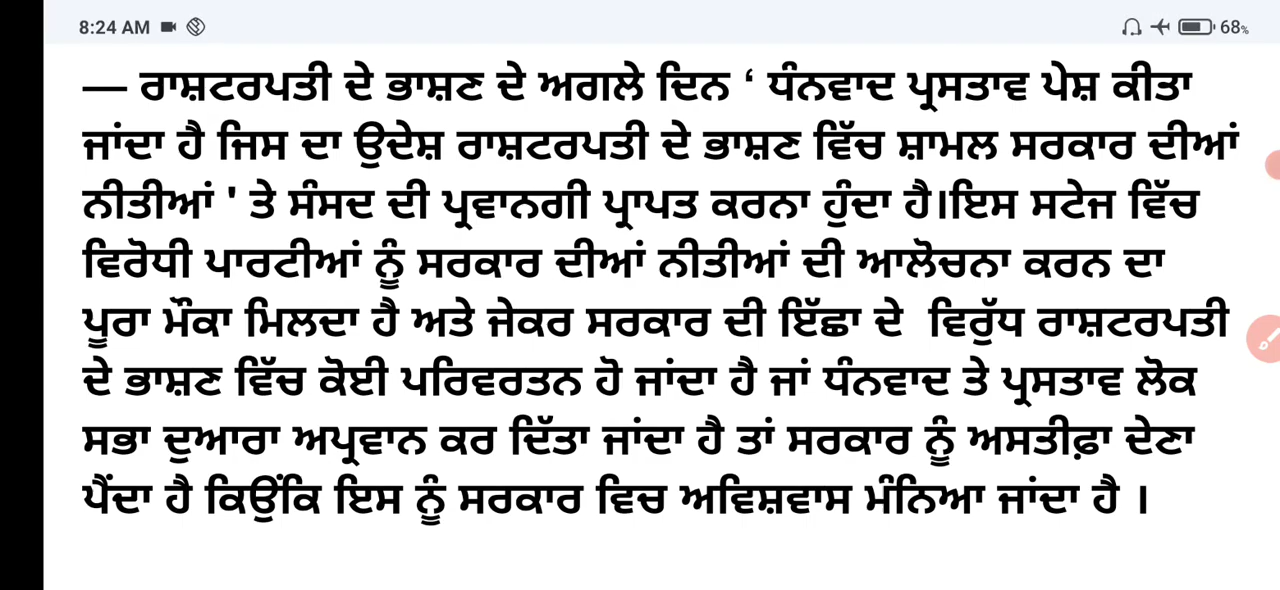 8:24 AM 68%
— ਰਾਸ਼ਟਰਪਤੀ ਦੇ ਭਾਸ਼ਣ ਦੇ ਅਗਲੇ ਦਿਨ ‘ ਧੰਨਵਾਦ ਪ੍ਰਸਤਾਵ ਪੇਸ਼ ਕੀਤਾ
ਜਾਂਦਾ ਹੈ ਜਿਸ ਦਾ ਉਦੇਸ਼ ਰਾਸ਼ਟਰਪਤੀ ਦੇ ਭਾਸ਼ਣ ਵਿੱਚ ਸ਼ਾਮਲ ਸਰਕਾਰ ਦੀਆਂ
ਨੀਤੀਆਂ ' ਤੇ ਸੰਸਦ ਦੀ ਪ੍ਰਵਾਨਗੀ ਪ੍ਰਾਪਤ ਕਰਨਾ ਹੁੰਦਾ ਹੈ।ਇਸ ਸਟੇਜ ਵਿੱਚ
ਵਿਰੋਧੀ ਪਾਰਟੀਆਂ ਨੂੰ ਸਰਕਾਰ ਦੀਆਂ ਨੀਤੀਆਂ ਦੀ ਆਲੋਚਨਾ ਕਰਨ ਦਾ
ਪੂਰਾ ਮੌਕਾ ਮਿਲਦਾ ਹੈ ਅਤੇ ਜੇਕਰ ਸਰਕਾਰ ਦੀ ਇੱਛਾ ਦੇ  ਵਿਰੁੱਧ ਰਾਸ਼ਟਰਪਤੀ
ਦੇ ਭਾਸ਼ਣ ਵਿੱਚ ਕੋਈ ਪਰਿਵਰਤਨ ਹੋ ਜਾਂਦਾ ਹੈ ਜਾਂ ਧੰਨਵਾਦ ਤੇ ਪ੍ਰਸਤਾਵ ਲੋਕ
ਸਭਾ ਦੁਆਰਾ ਅਪ੍ਰਵਾਨ ਕਰ ਦਿੱਤਾ ਜਾਂਦਾ ਹੈ ਤਾਂ ਸਰਕਾਰ ਨੂੰ ਅਸਤੀਫ਼ਾ ਦੇਣਾ
ਪੈਂਦਾ ਹੈ ਕਿਉਂਕਿ ਇਸ ਨੂੰ ਸਰਕਾਰ ਵਿਚ ਅਵਿਸ਼ਵਾਸ ਮੰਨਿਆ ਜਾਂਦਾ ਹੈ ।